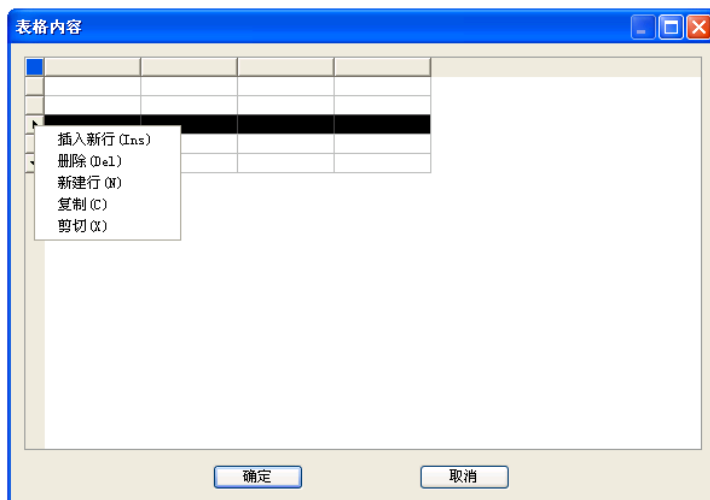 表格内容
插入新行(Ins)
删除(Del)
新建行(N)
复制(C)
剪切(X)
确定
取消